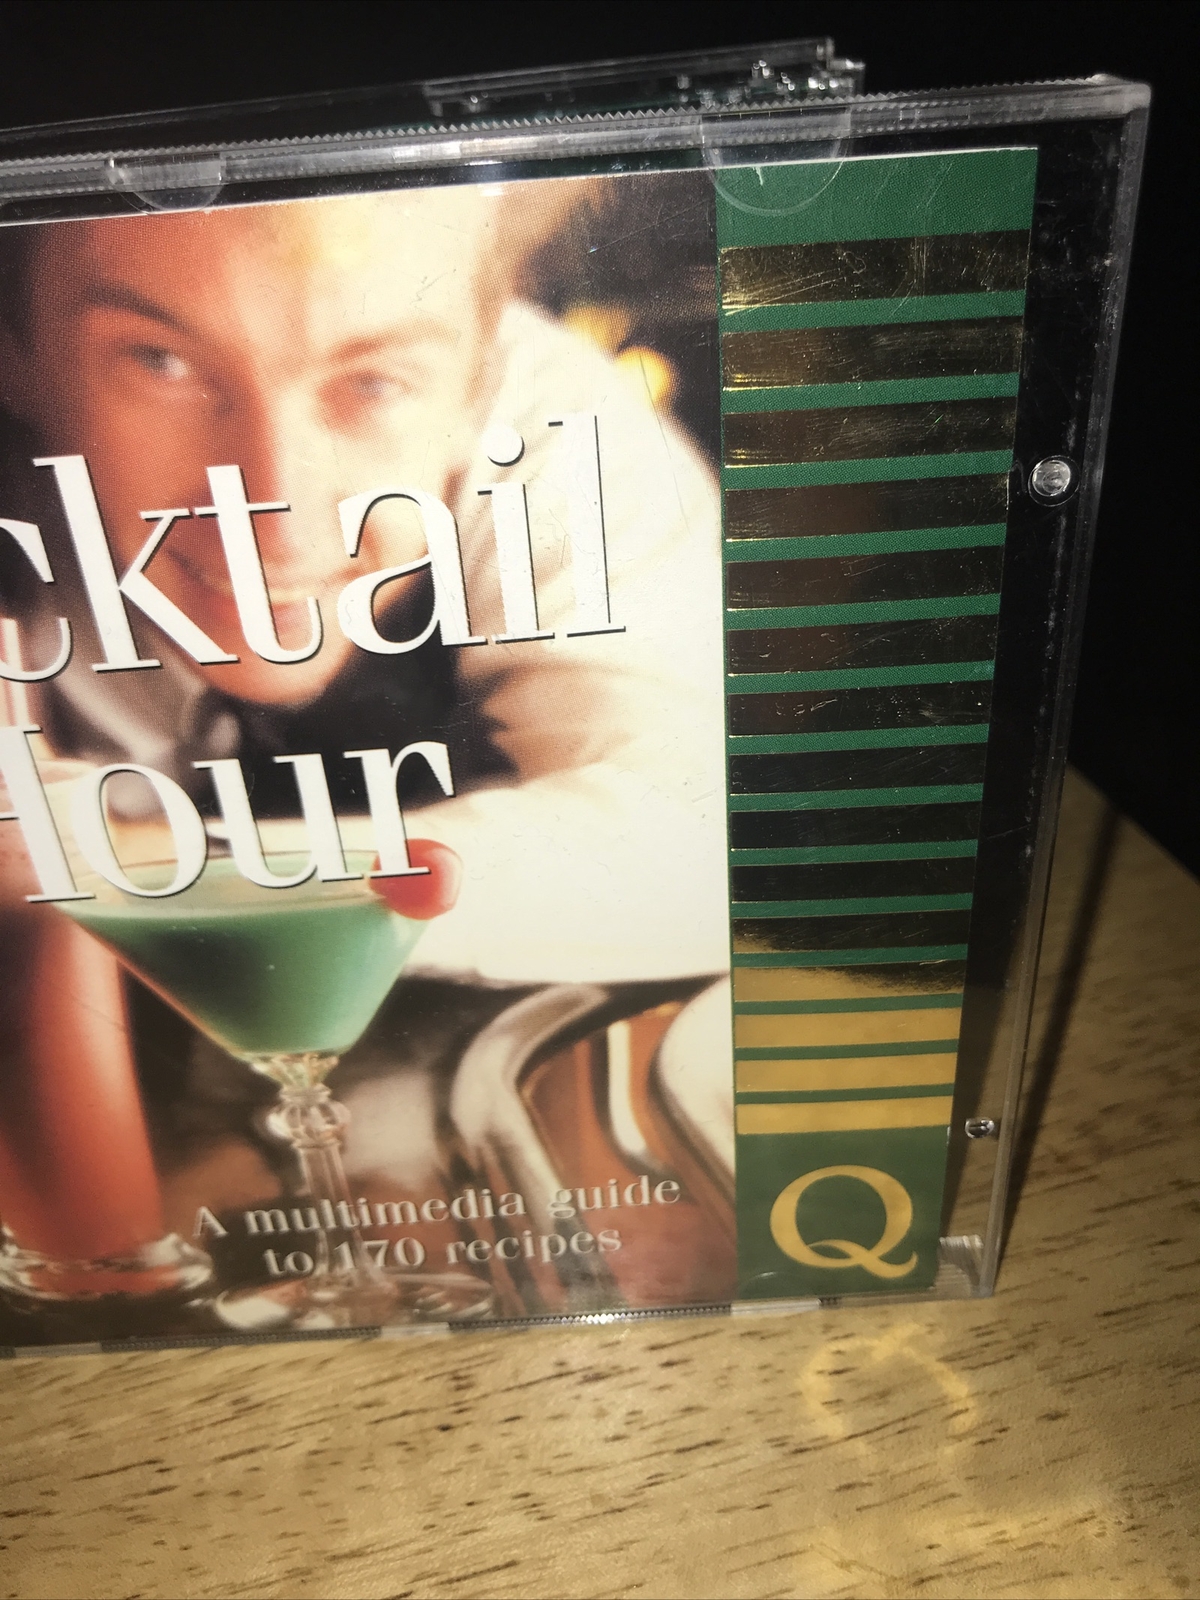 cktail
Hour
A multimedia guide
to 170 recipes
Q